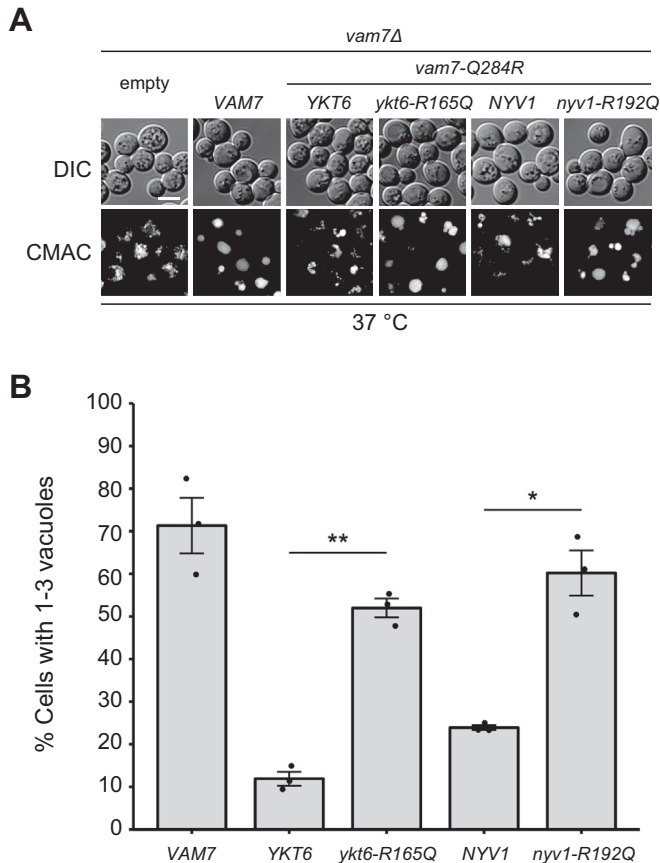 A
vam7Δ
empty
vam7-Q284R
VAM7
YKT6
ykt6-R165Q
NYV1
nyv1-R192Q
DIC
CMAC
37 °C
B
% Cells with 1-3 vacuoles
100
90
80
70
60
50
40
30
20
10
0
**
*
VAM7
YKT6
ykt6-R165Q
NYV1
nyv1-R192Q